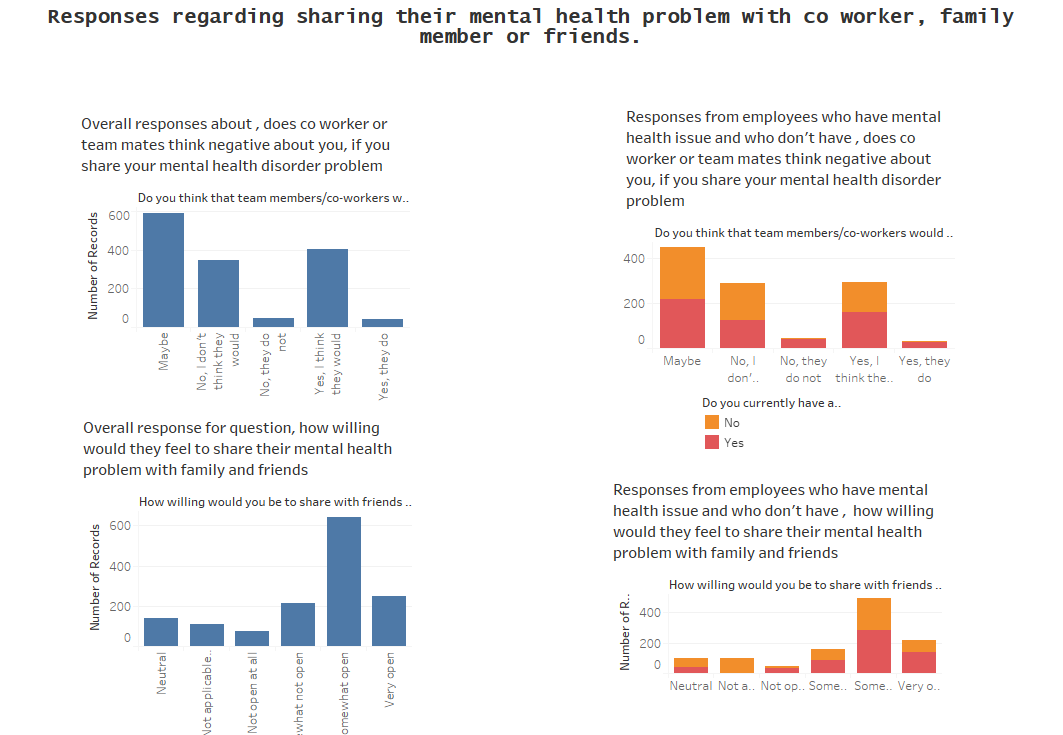 Responses regarding sharing their mental health problem with co worker, family
member or friends.
Overall responses about , does co worker or
team mates think negative about you, if you
share your mental health disorder problem
Do you think that team members/co-workers w..
Number of Records
600
400
200
0
Maybe
No, I don't
think they
would
No, they do
not
Yes, I think
they would
Yes, they do
Overall response for question, how willing
would they feel to share their mental health
problem with family and friends
How willing would you be to share with friends ..
Number of Records
600
400
200
0
Neutral
Not applicable..
Not open at all
ewhat not open
omewhat open
Very open
Responses from employees who have mental
health issue and who don't have , does co
worker or team mates think negative about
you, if you share your mental health disorder
problem
Do you think that team members/co-workers would ..
400
200
0
Maybe
No, I
don'..
No, they
do not
Yes, I
think the..
Yes, they
do
Do you currently have a..
No
Yes
Responses from employees who have mental
health issue and who don't have , how willing
would they feel to share their mental health
problem with family and friends
How willing would you be to share with friends ..
Number of R..
400
200
0
Neutral
Not a..
Not op..
Some..
Some..
Very o..